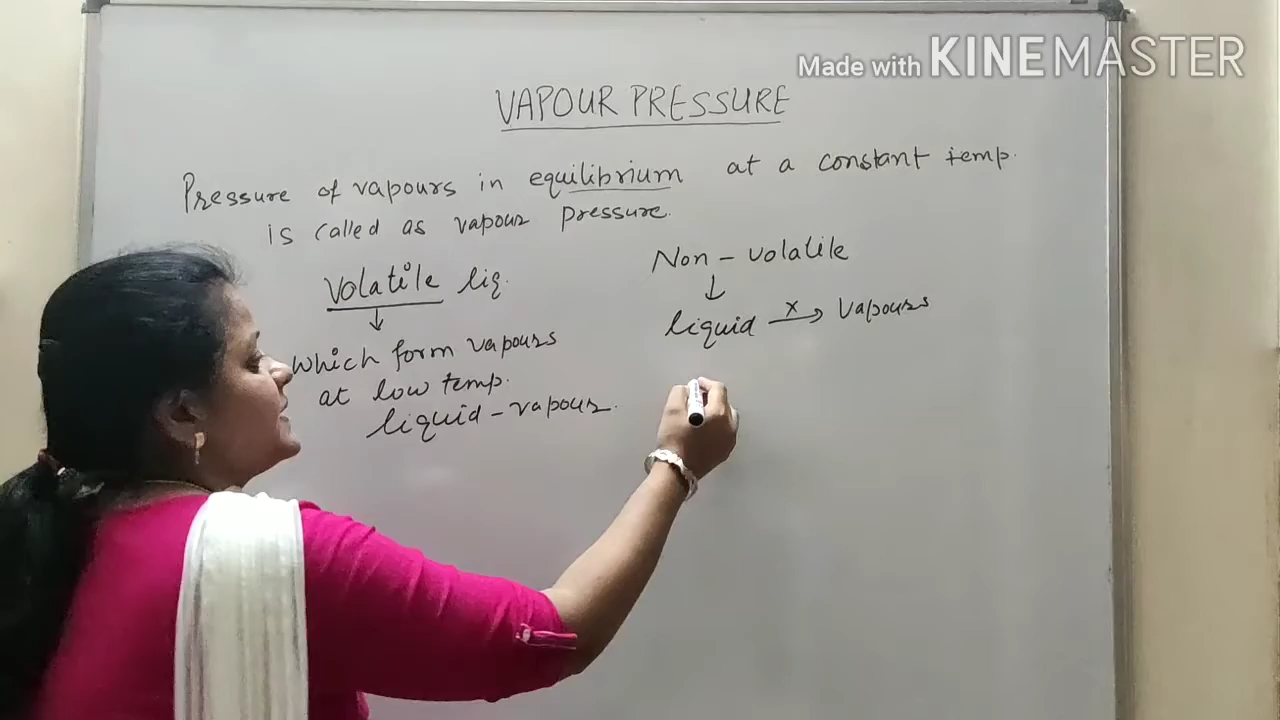 Made with KINEMASTER
VAPOUR PRESSURE
Pressure of vapours in equilibrium at a constant temp.
is called as vapour pressure.
Volatile liq.
↓
which form vapours
at low temp.
liquid - vapour.
Non - volatile
↓
liquid -x-> vapours